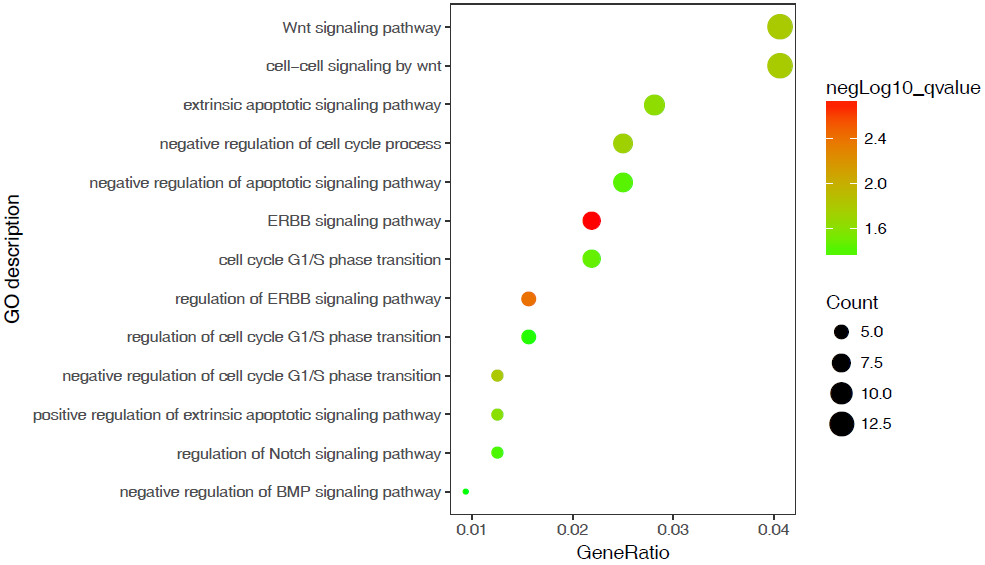 GO description
Wnt signaling pathway
cell−cell signaling by wnt
extrinsic apoptotic signaling pathway
negative regulation of cell cycle process
negative regulation of apoptotic signaling pathway
ERBB signaling pathway
cell cycle G1/S phase transition
regulation of ERBB signaling pathway
regulation of cell cycle G1/S phase transition
negative regulation of cell cycle G1/S phase transition
positive regulation of extrinsic apoptotic signaling pathway
regulation of Notch signaling pathway
negative regulation of BMP signaling pathway
0.01 0.02 0.03 0.04
GeneRatio
negLog10_qvalue
2.4
2.0
1.6
Count
5.0
7.5
10.0
12.5